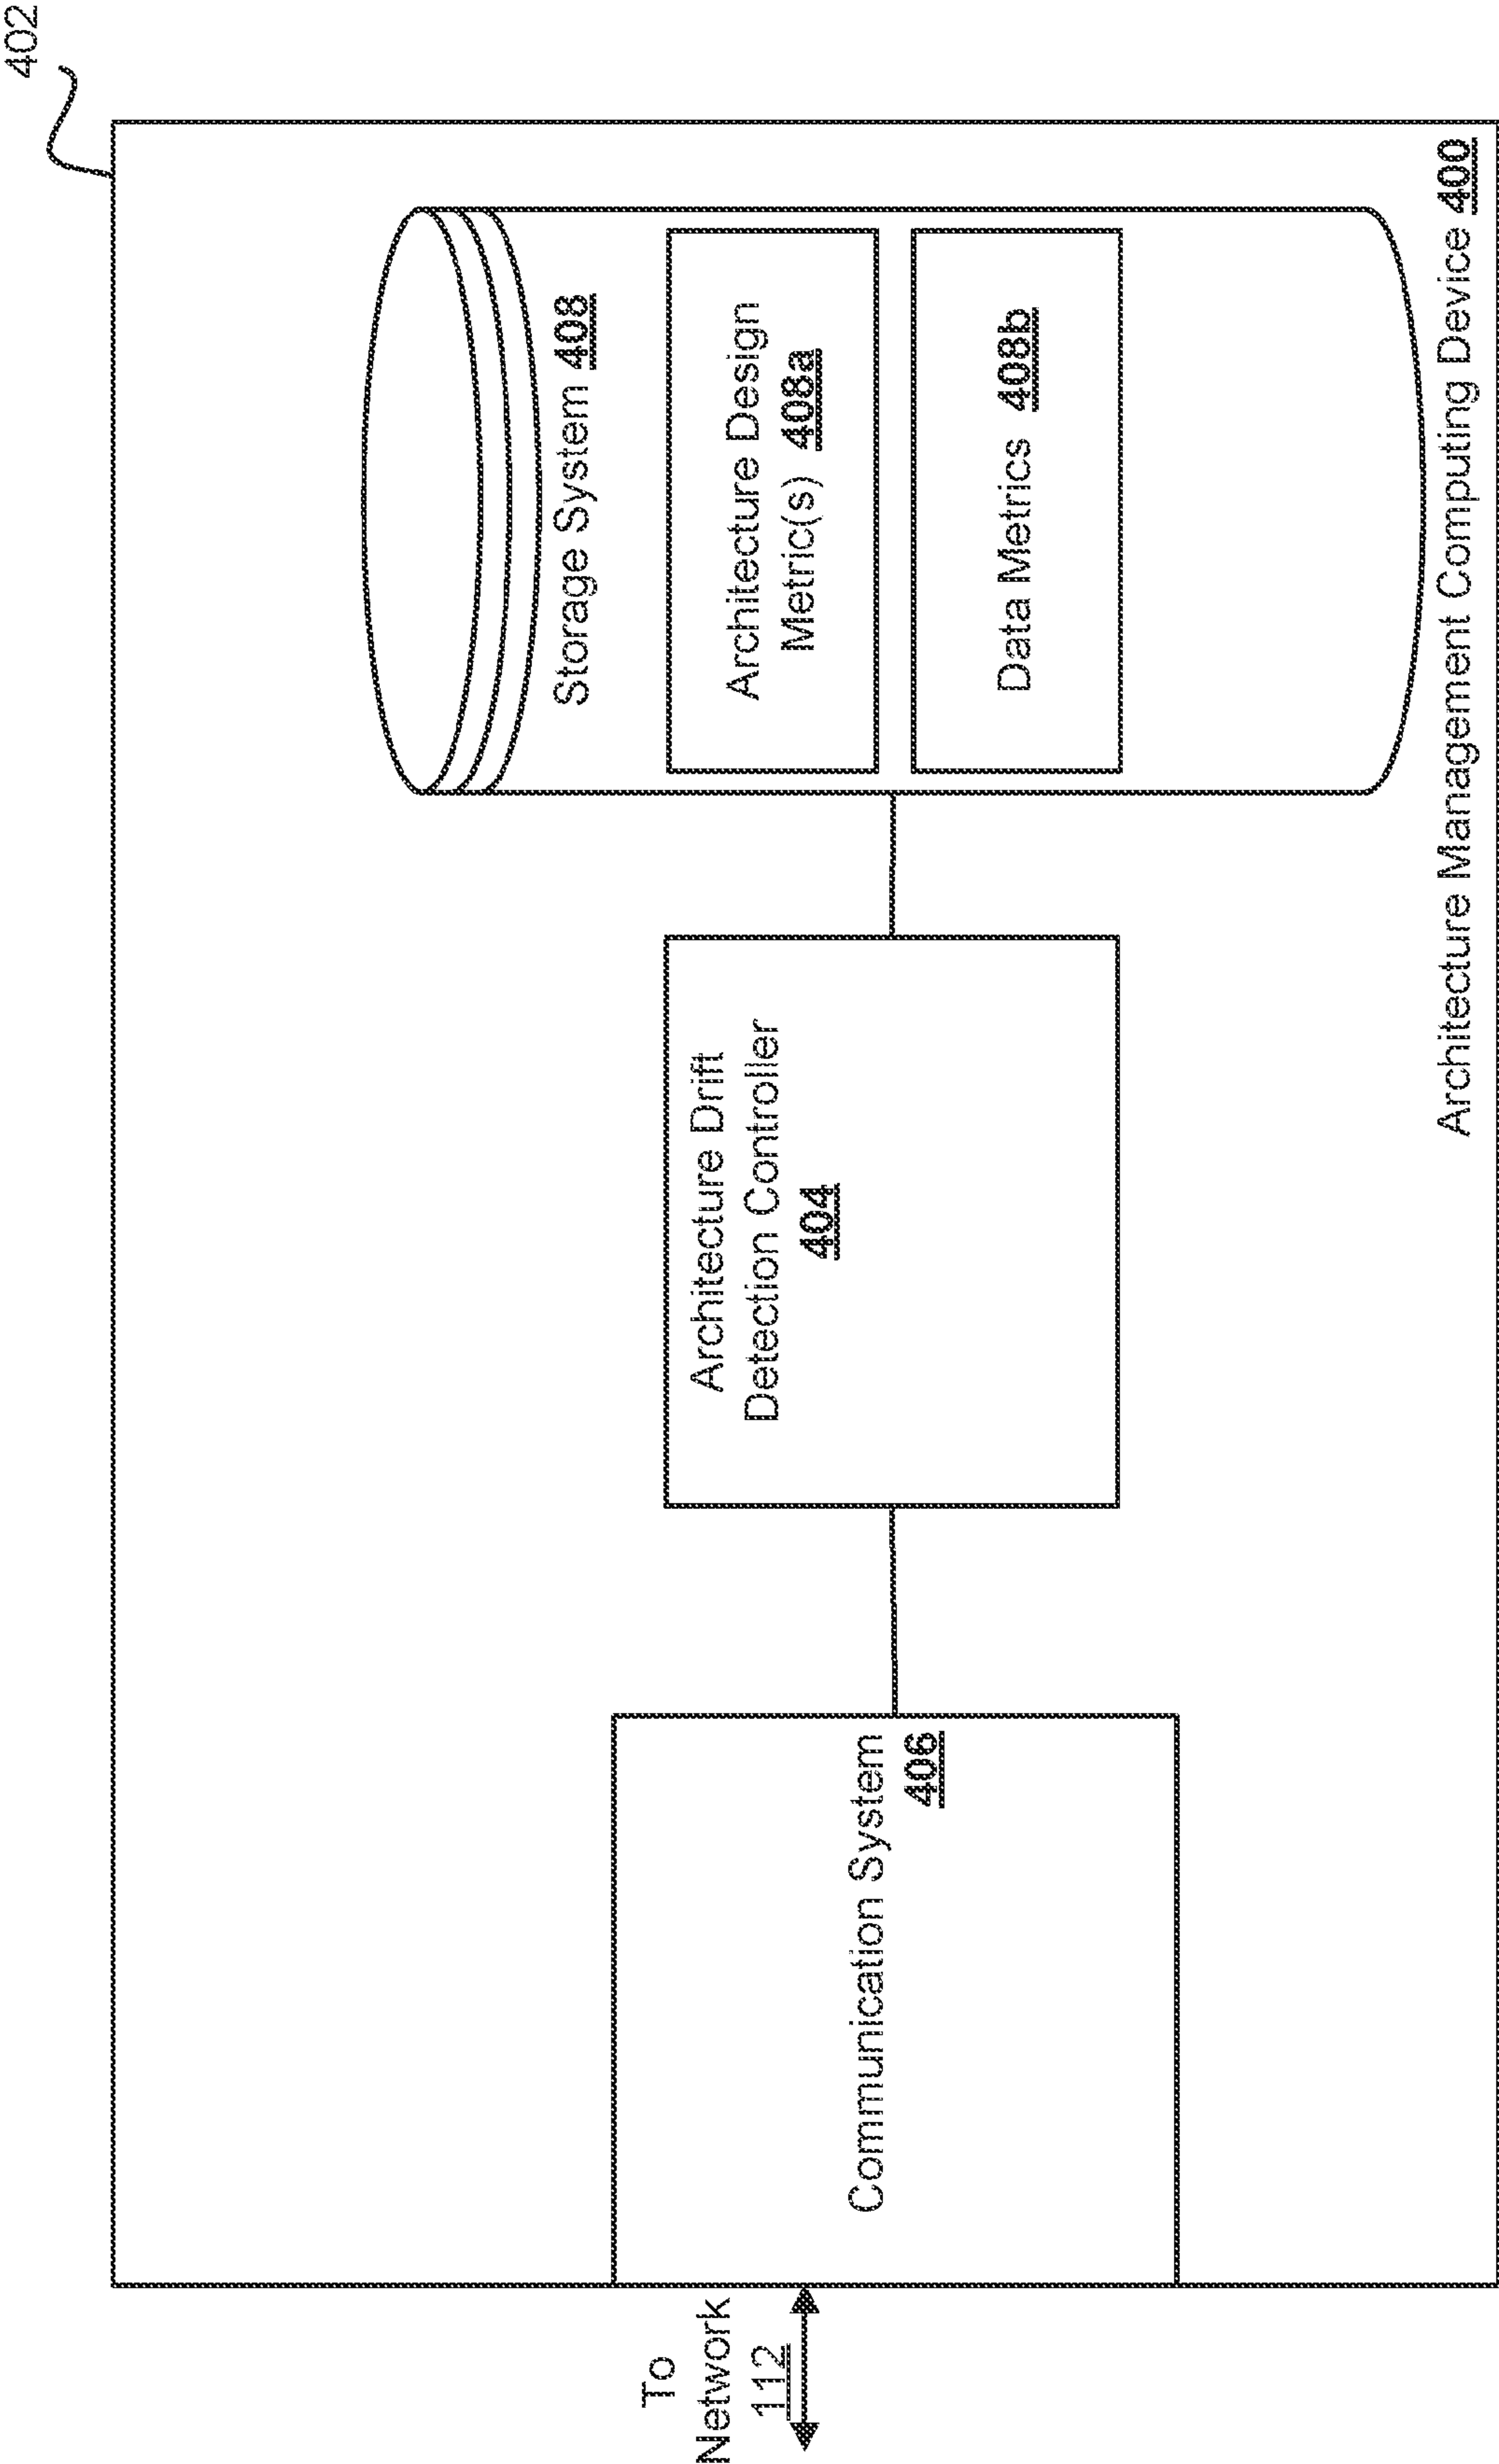 402
To
Network
112
Communication System
406
Architecture Drift
Detection Controller
404
Storage System 408
Architecture Design
Metric(s) 408a
Data Metrics 408b
Architecture Management Computing Device 400